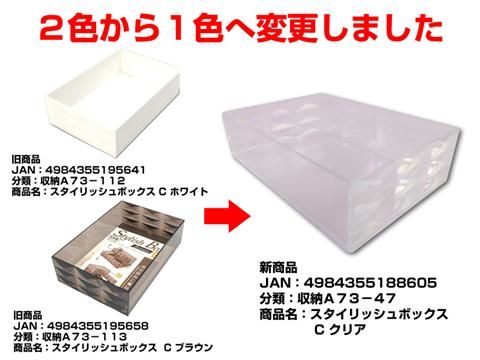 ２色から１色へ変更しました
旧商品
JAN：4984355195641
分類：収納Ａ７３－１１２
商品名：スタイリッシュボックス C ホワイト
Stylish Bo
旧商品
JAN：4984355195658
分類：収納Ａ７３－１１３
商品名：スタイリッシュボックス C ブラウン
新商品
JAN：4984355188605
分類：収納Ａ７３－４７
商品名：スタイリッシュボックス
C クリア